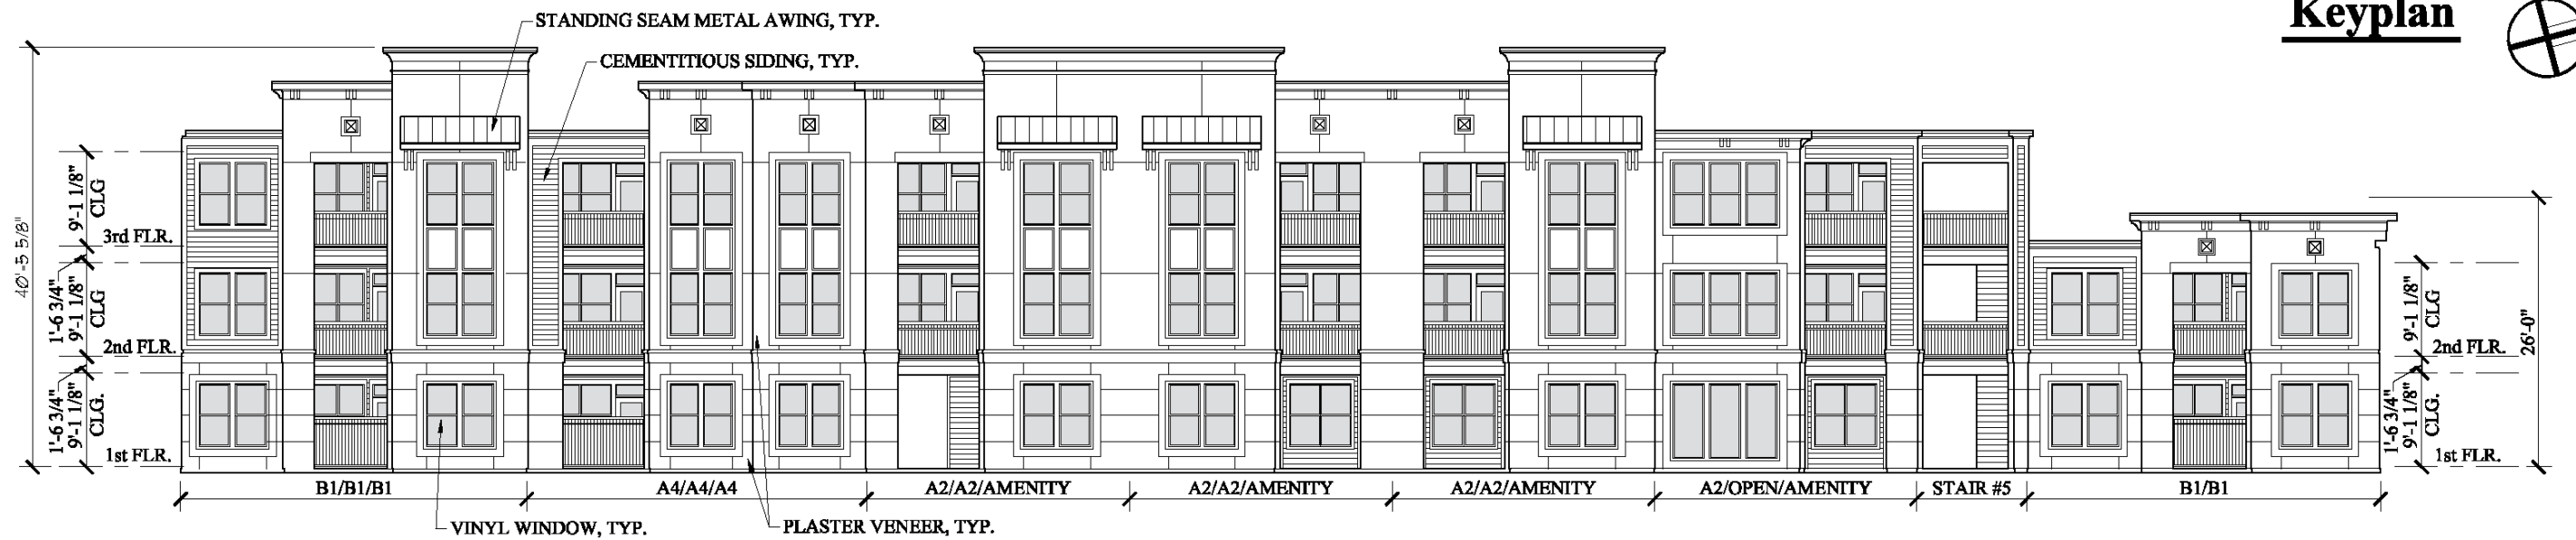 Keyplan
STANDING SEAM METAL AWING, TYP.
CEMENTITIOUS SIDING, TYP.
40'-5 5/8"
9'-1 1/8"
CLG
3rd FLR.
1'-6 3/4"
9'-1 1/8"
CLG
2nd FLR.
1'-6 3/4"
9'-1 1/8"
CLG.
1st FLR.
9'-1 1/8"
CLG
2nd FLR.
26'-0"
1'-6 3/4"
9'-1 1/8"
CLG.
1st FLR.
B1/B1/B1
A4/A4/A4
A2/A2/AMENITY
A2/A2/AMENITY
A2/A2/AMENITY
A2/OPEN/AMENITY
STAIR #5
B1/B1
VINYL WINDOW, TYP.
PLASTER VENEER, TYP.